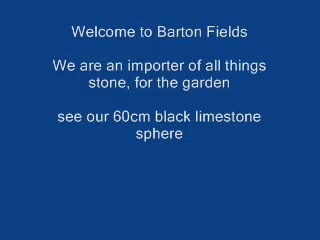 Welcome to Barton Fields
We are an importer of all things
stone, for the garden
see our 60cm black limestone
sphere